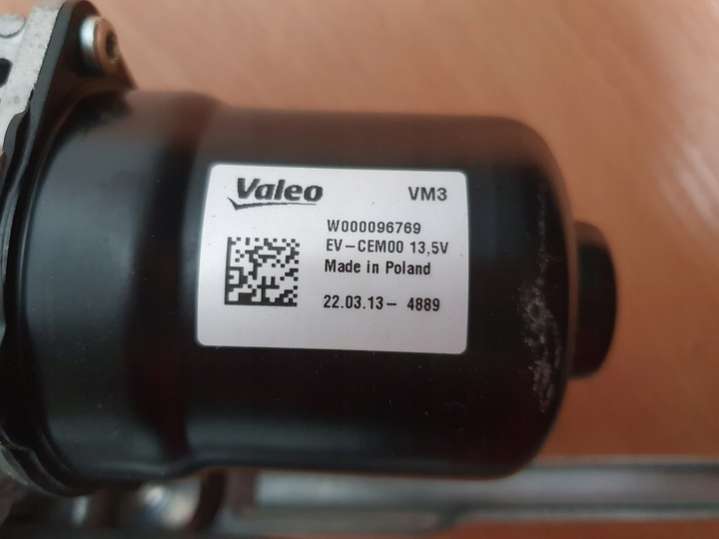 Valeo VM3
W000096769
EV-CEM00 13,5V
Made in Poland
22.03.13- 4889